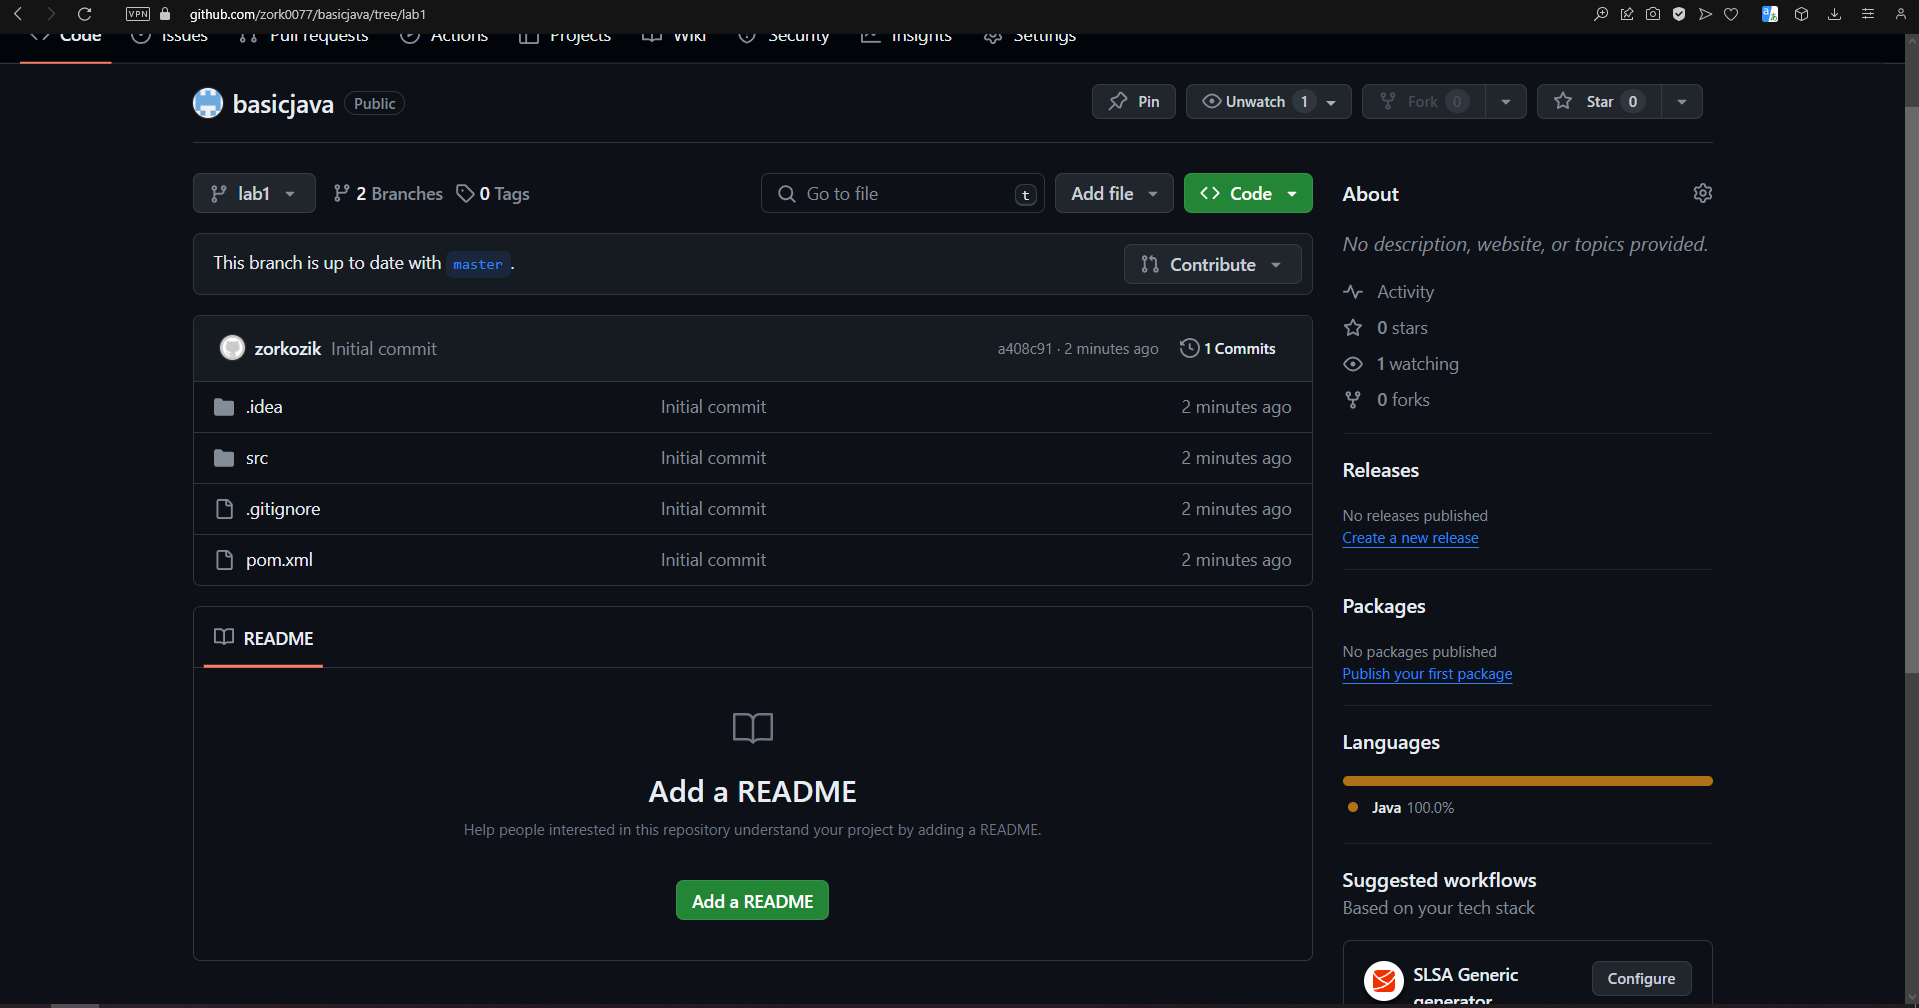 VPN github.com/zork0077/basicjava/tree/lab1
Code Issues Pull requests Actions Projects Wiki Security Insights Settings
basicjava Public
Pin Unwatch 1 Fork 0 Star 0
lab1 2 Branches 0 Tags Go to file t Add file Code
This branch is up to date with master.
Contribute
zorkozik Initial commit a408c91 · 2 minutes ago 1 Commits
.idea Initial commit 2 minutes ago
src Initial commit 2 minutes ago
.gitignore Initial commit 2 minutes ago
pom.xml Initial commit 2 minutes ago
README
Add a README
Help people interested in this repository understand your project by adding a README.
Add a README
About
No description, website, or topics provided.
Activity
0 stars
1 watching
0 forks
Releases
No releases published
Create a new release
Packages
No packages published
Publish your first package
Languages
Java 100.0%
Suggested workflows
Based on your tech stack
SLSA Generic
generator
Configure